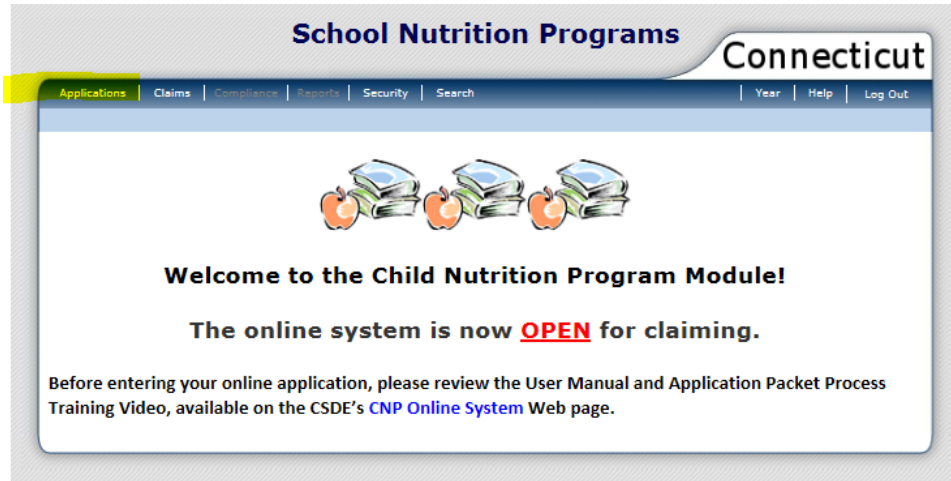 School Nutrition Programs
Connecticut
Applications | Claims | Compliance | Reports | Security | Search | Year | Help | Log Out
Welcome to the Child Nutrition Program Module!
The online system is now OPEN for claiming.
Before entering your online application, please review the User Manual and Application Packet Process
Training Video, available on the CSDE's CNP Online System Web page.